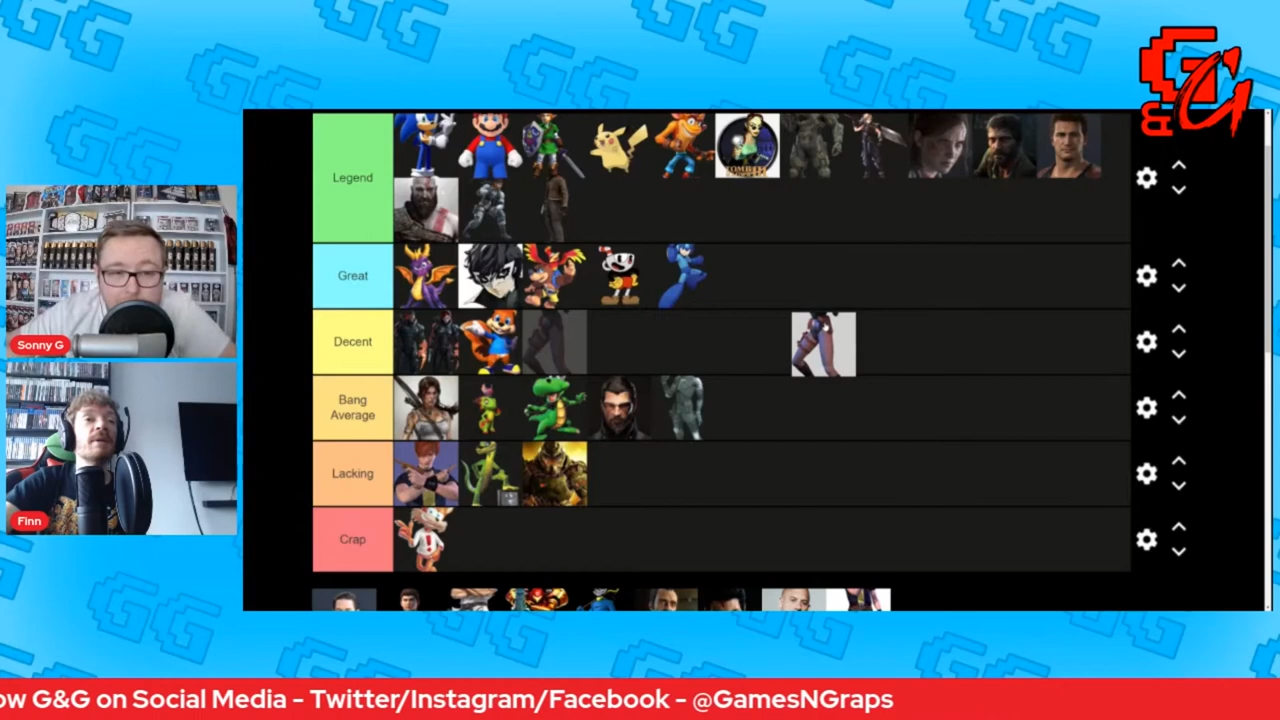 G
& G
Legend
Great
Decent
Bang
Average
Lacking
Crap
Sonny G
Finn
ow G&G on Social Media - Twitter/Instagram/Facebook - @GamesNGraps